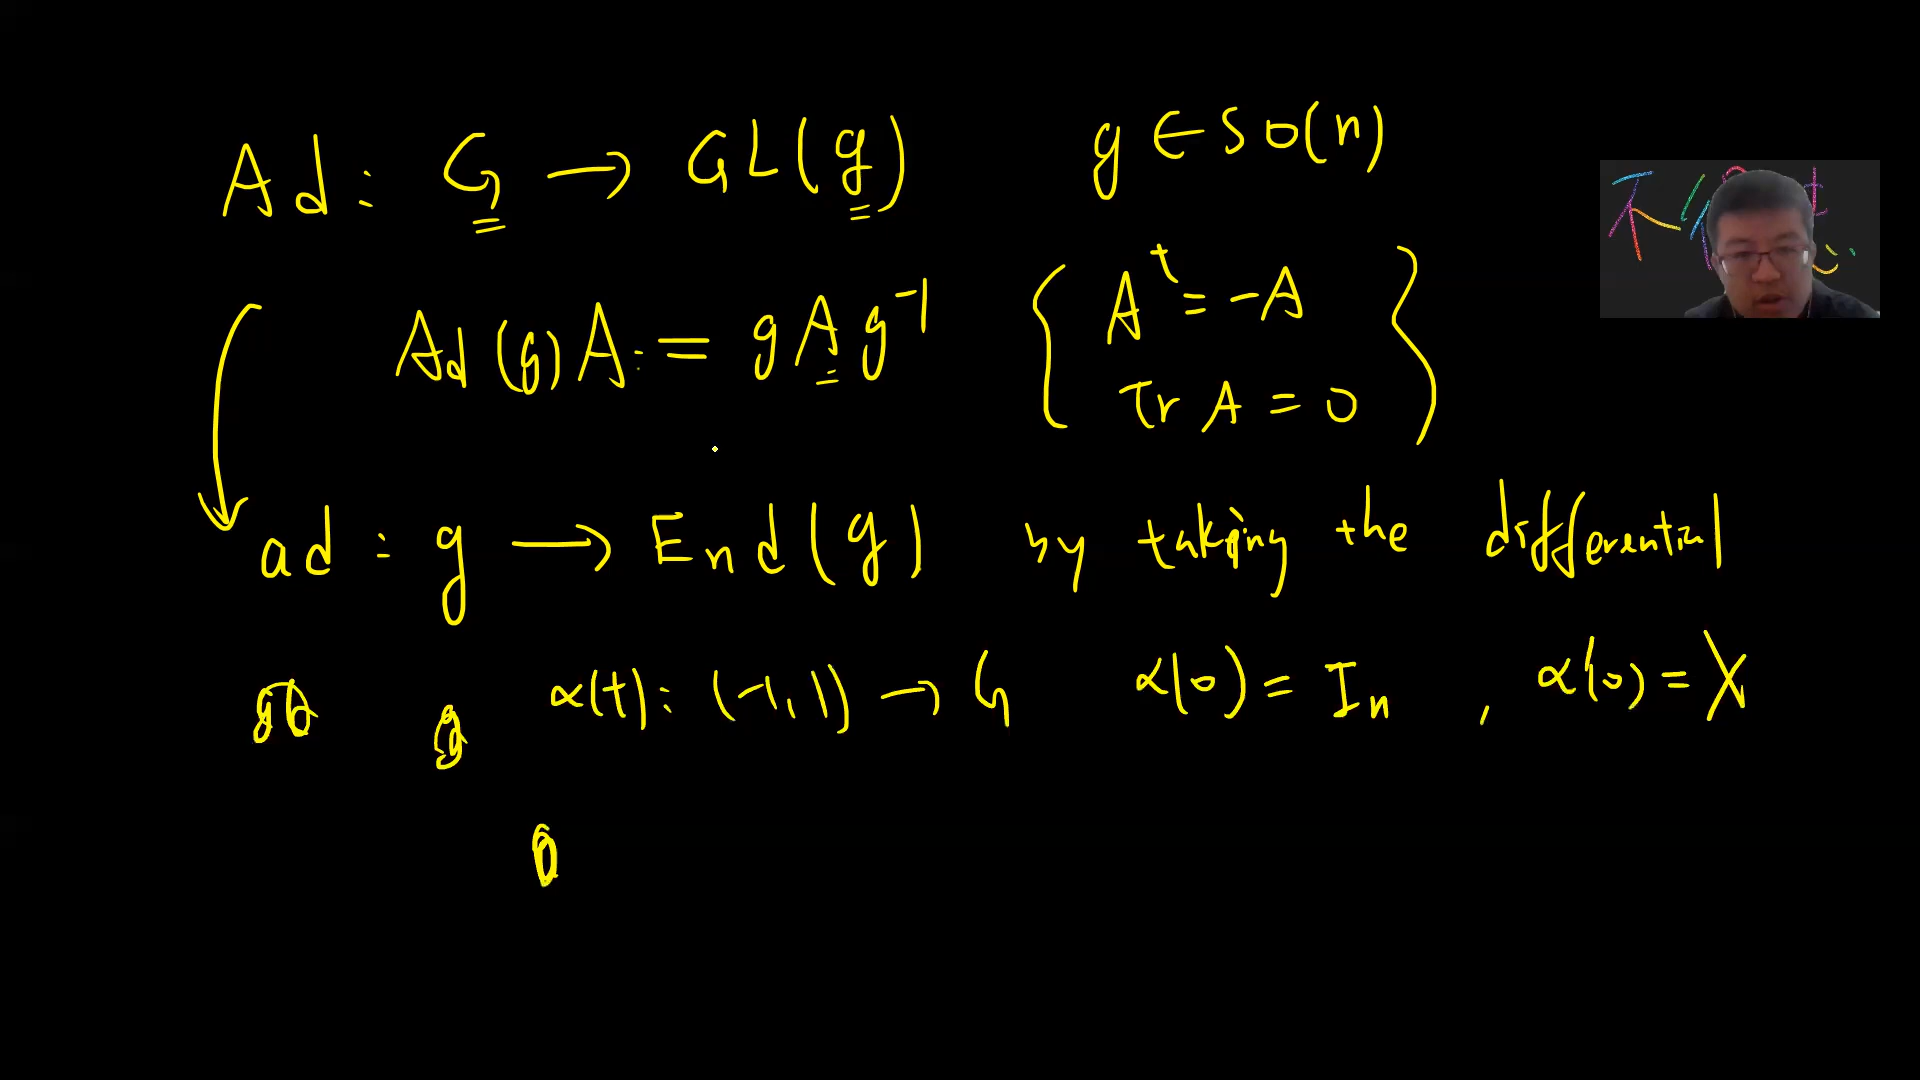 Ad: G → GL(g) g ∈ SO(n)
Ad(g)A := gAg⁻¹ { Aᵗ = -A
Tr A = 0 }
ad : g → End(g) by taking the differential
α(t): (-1,1) → G α(0) = Iₙ , α'(0) = X
不